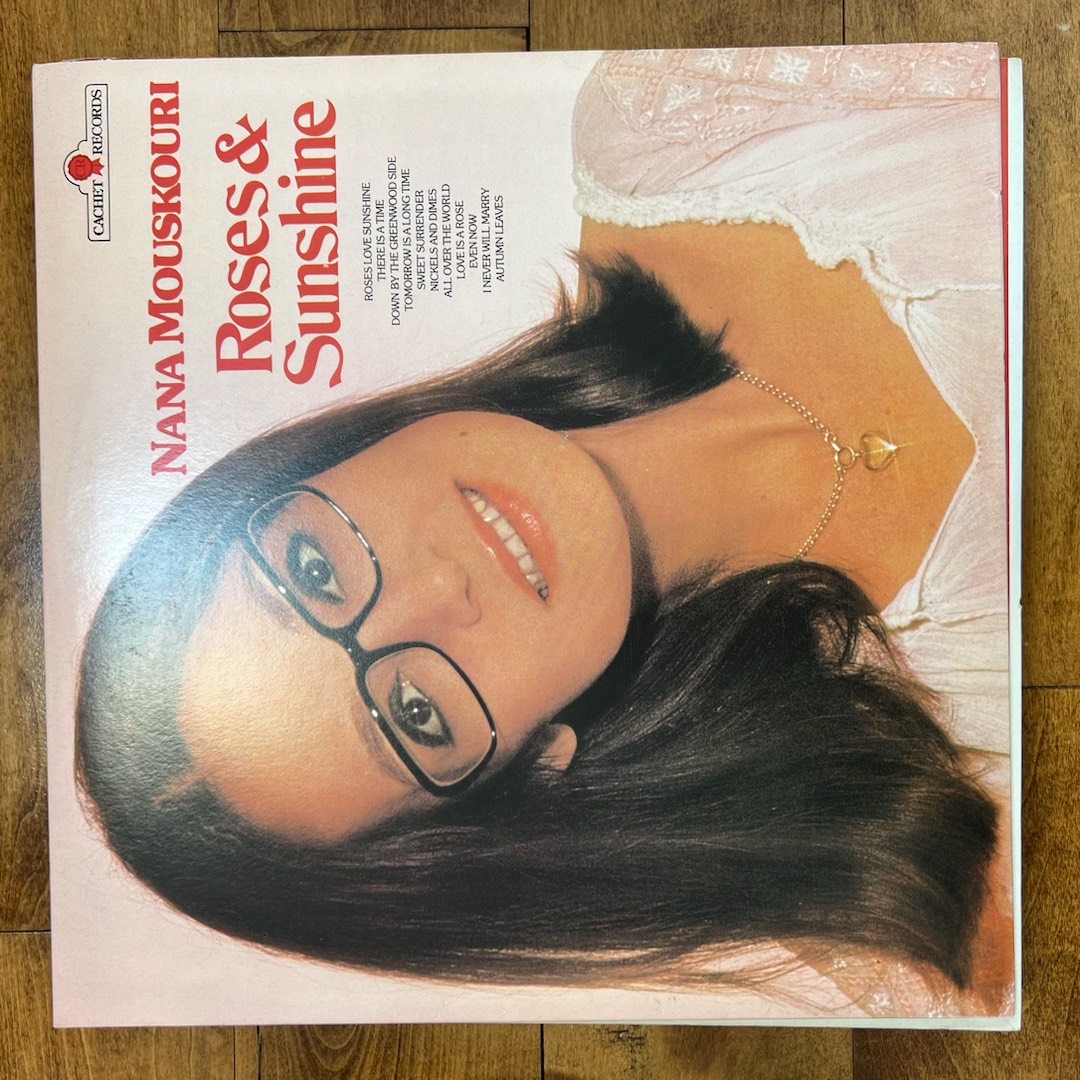 CACHET RECORDS
CR
NANA MOUSKOURI
Roses &
Sunshine
ROSES LOVE SUNSHINE
THERE IS A TIME
DOWN BY THE GREENWOOD SIDE
TOMORROW IS A LONG TIME
SWEET SURRENDER
NICKELS AND DIMES
ALL OVER THE WORLD
LOVE IS A ROSE
EVEN NOW
I NEVER WILL MARRY
AUTUMN LEAVES